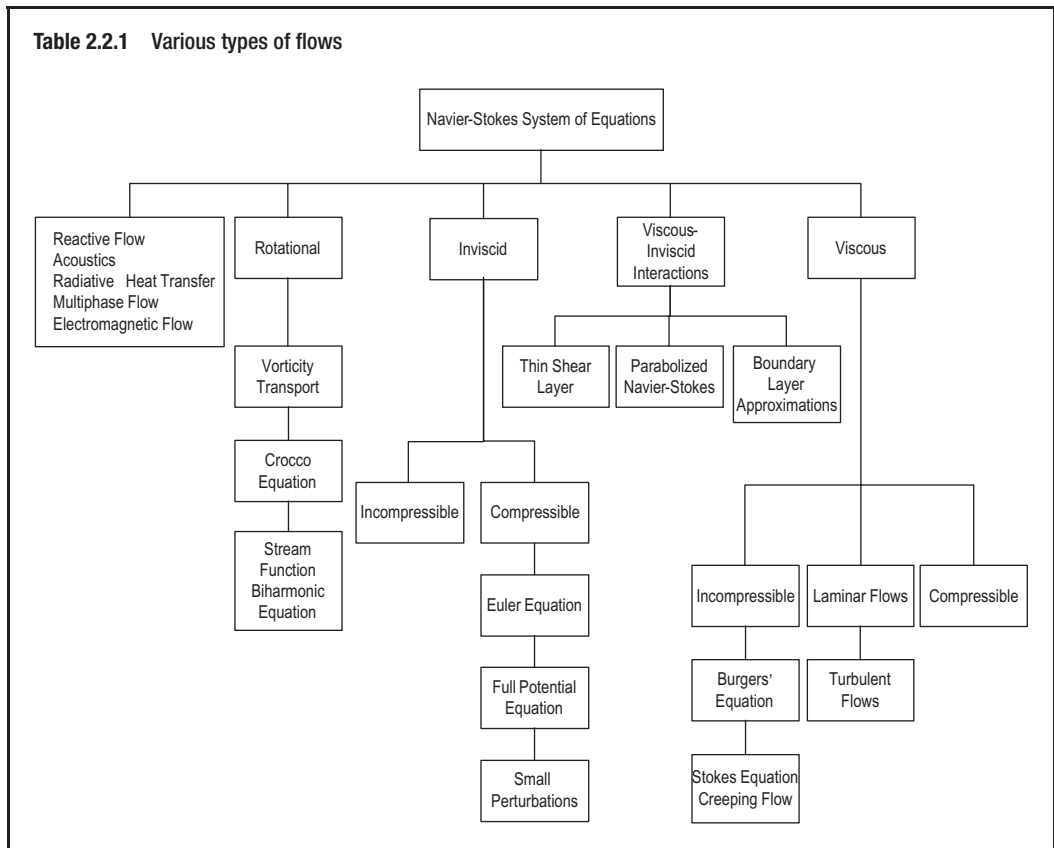 Table 2.2.1 Various types of flows
Navier-Stokes System of Equations
Reactive Flow
Acoustics
Radiative Heat Transfer
Multiphase Flow
Electromagnetic Flow
Rotational
Inviscid
Viscous-
Inviscid
Interactions
Viscous
Vorticity
Transport
Thin Shear
Layer
Parabolized
Navier-Stokes
Boundary
Layer
Approximations
Crocco
Equation
Incompressible
Compressible
Stream
Function
Biharmonic
Equation
Euler Equation
Incompressible
Laminar Flows
Compressible
Full Potential
Equation
Burgers'
Equation
Turbulent
Flows
Small
Perturbations
Stokes Equation
Creeping Flow